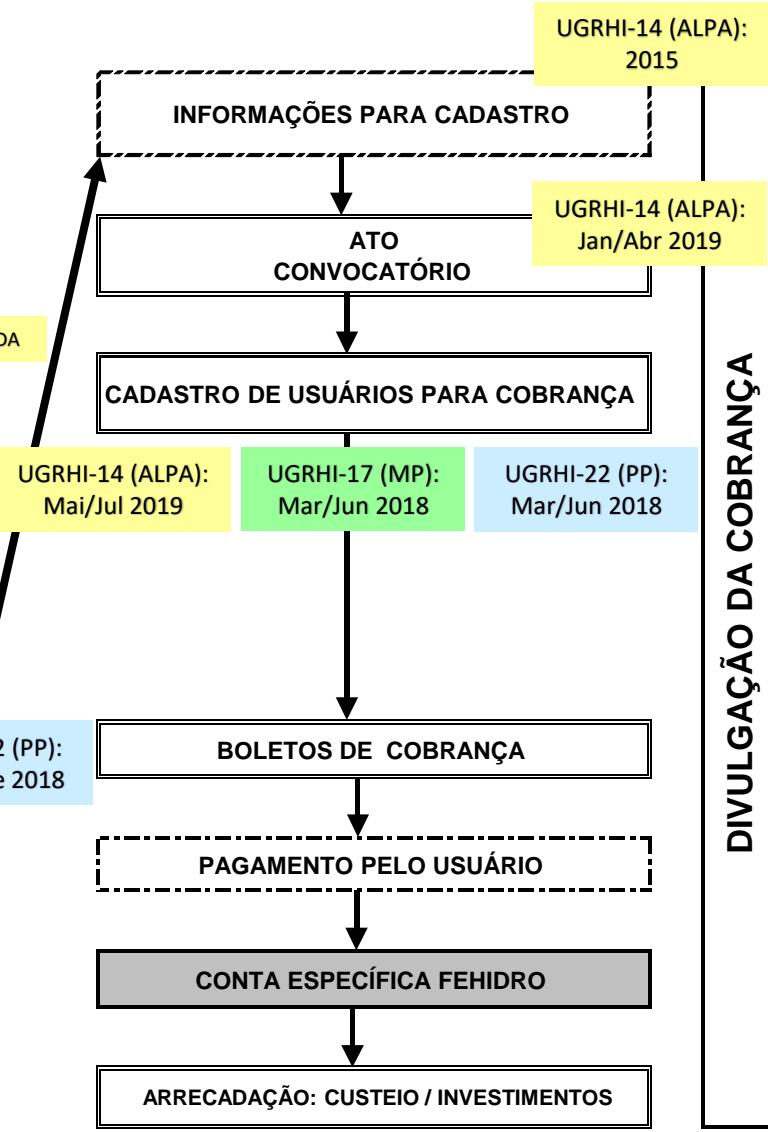 UGRHI-14 (ALPA):
2015
INFORMAÇÕES PARA CADASTRO
UGRHI-14 (ALPA):
Jan/Abr 2019
ATO
CONVOCATÓRIO
CADASTRO DE USUÁRIOS PARA COBRANÇA
UGRHI-14 (ALPA):
Mai/Jul 2019
UGRHI-17 (MP):
Mar/Jun 2018
UGRHI-22 (PP):
Mar/Jun 2018
DIVULGAÇÃO DA COBRANÇA
2 (PP):
2018
BOLETOS DE COBRANÇA
PAGAMENTO PELO USUÁRIO
CONTA ESPECÍFICA FEHIDRO
ARRECADAÇÃO: CUSTEIO / INVESTIMENTOS